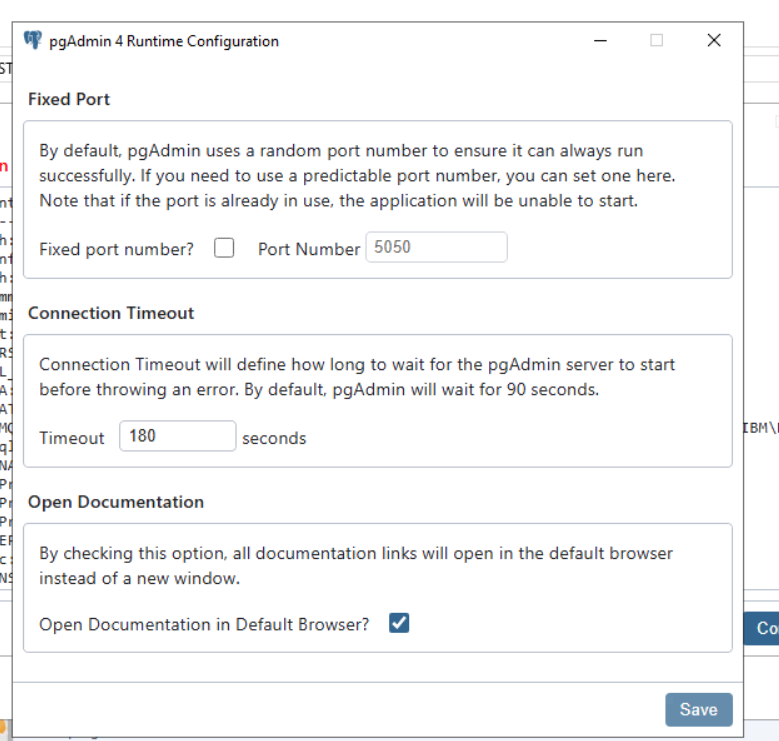 pgAdmin 4 Runtime Configuration
Fixed Port
By default, pgAdmin uses a random port number to ensure it can always run
successfully. If you need to use a predictable port number, you can set one here.
Note that if the port is already in use, the application will be unable to start.
Fixed port number? Port Number 5050
Connection Timeout
Connection Timeout will define how long to wait for the pgAdmin server to start
before throwing an error. By default, pgAdmin will wait for 90 seconds.
Timeout 180 seconds
IBM\
Open Documentation
By checking this option, all documentation links will open in the default browser
instead of a new window.
Open Documentation in Default Browser?
Save